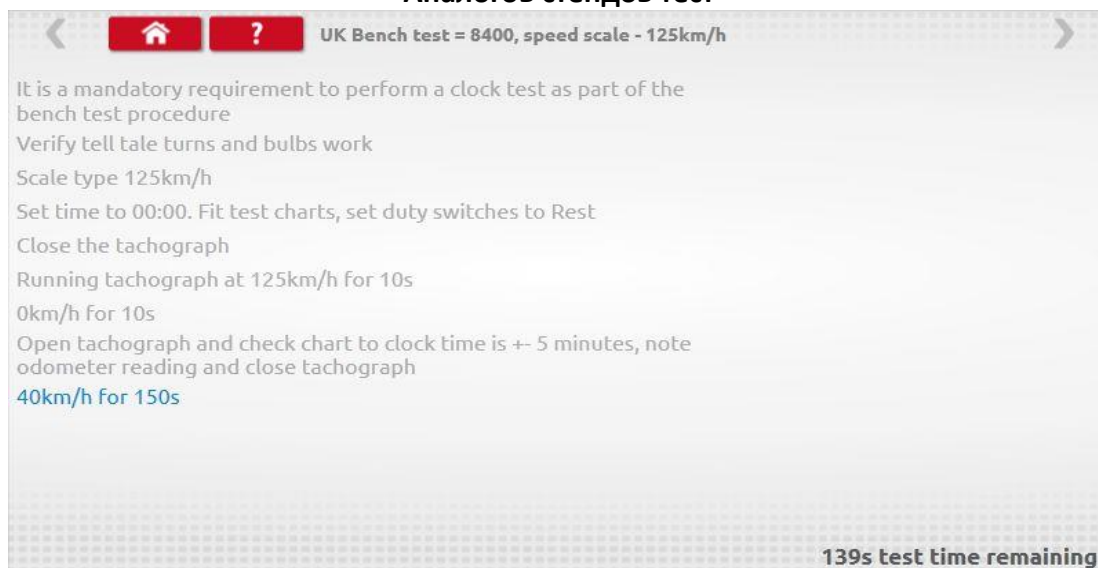 Аналогов стендов тест
?
UK Bench test = 8400, speed scale - 125km/h
It is a mandatory requirement to perform a clock test as part of the
bench test procedure
Verify tell tale turns and bulbs work
Scale type 125km/h
Set time to 00:00. Fit test charts, set duty switches to Rest
Close the tachograph
Running tachograph at 125km/h for 10s
0km/h for 10s
Open tachograph and check chart to clock time is +- 5 minutes, note
odometer reading and close tachograph
40km/h for 150s
139s test time remaining